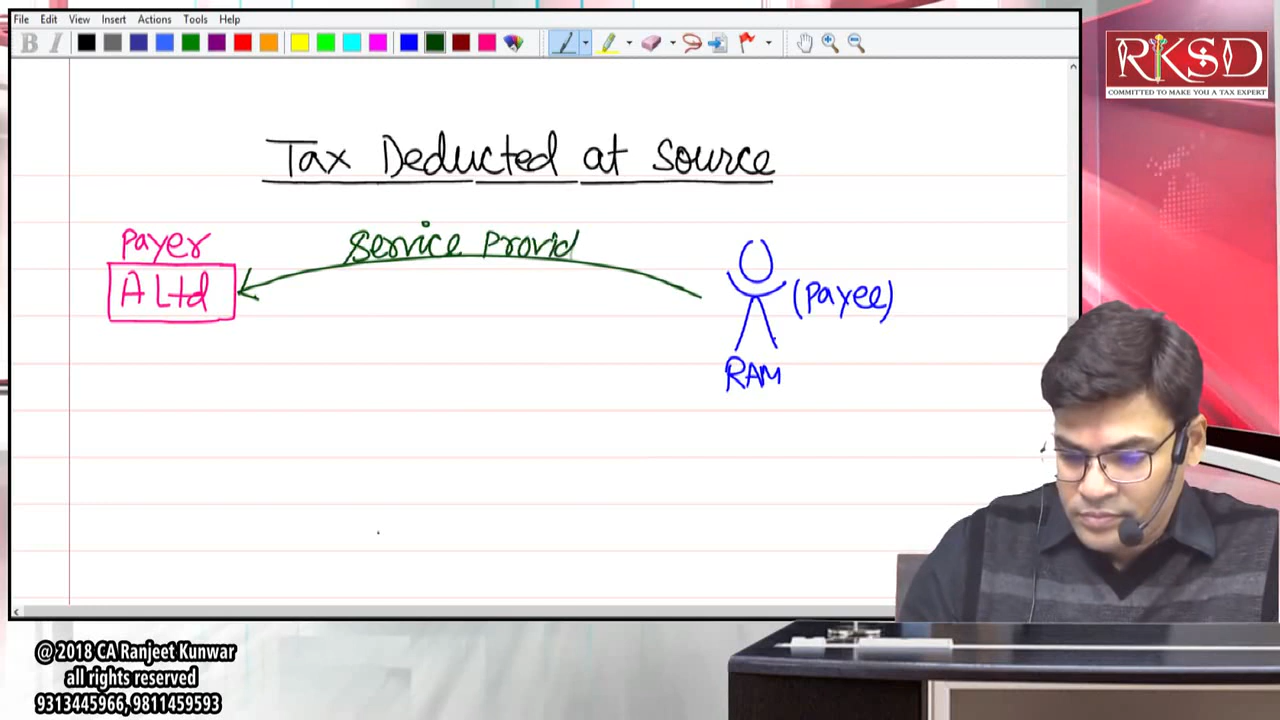 File Edit View Insert Actions Tools Help
B I
RKSD
COMMITTED TO MAKE YOU A TAX EXPERT
Tax Deducted at source
Payer
Service Provid
A Ltd
(Payee)
RAM
@ 2018 CA Ranjeet Kunwar
all rights reserved
9313445966, 9811459593